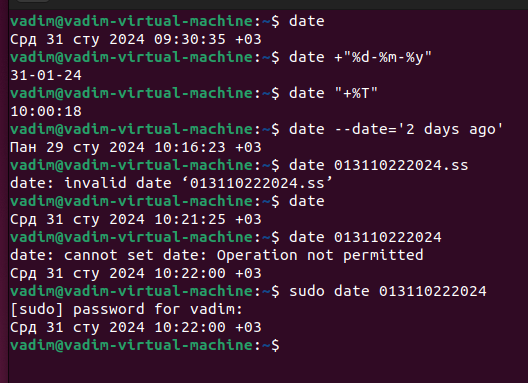 vadim@vadim-virtual-machine:~$ date
Срд 31 сту 2024 09:30:35 +03
vadim@vadim-virtual-machine:~$ date +"%d-%m-%y"
31-01-24
vadim@vadim-virtual-machine:~$ date "+%T"
10:00:18
vadim@vadim-virtual-machine:~$ date --date='2 days ago'
Пан 29 сту 2024 10:16:23 +03
vadim@vadim-virtual-machine:~$ date 013110222024.ss
date: invalid date ‘013110222024.ss’
vadim@vadim-virtual-machine:~$ date
Срд 31 сту 2024 10:21:25 +03
vadim@vadim-virtual-machine:~$ date 013110222024
date: cannot set date: Operation not permitted
Срд 31 сту 2024 10:22:00 +03
vadim@vadim-virtual-machine:~$ sudo date 013110222024
[sudo] password for vadim:
Срд 31 сту 2024 10:22:00 +03
vadim@vadim-virtual-machine:~$